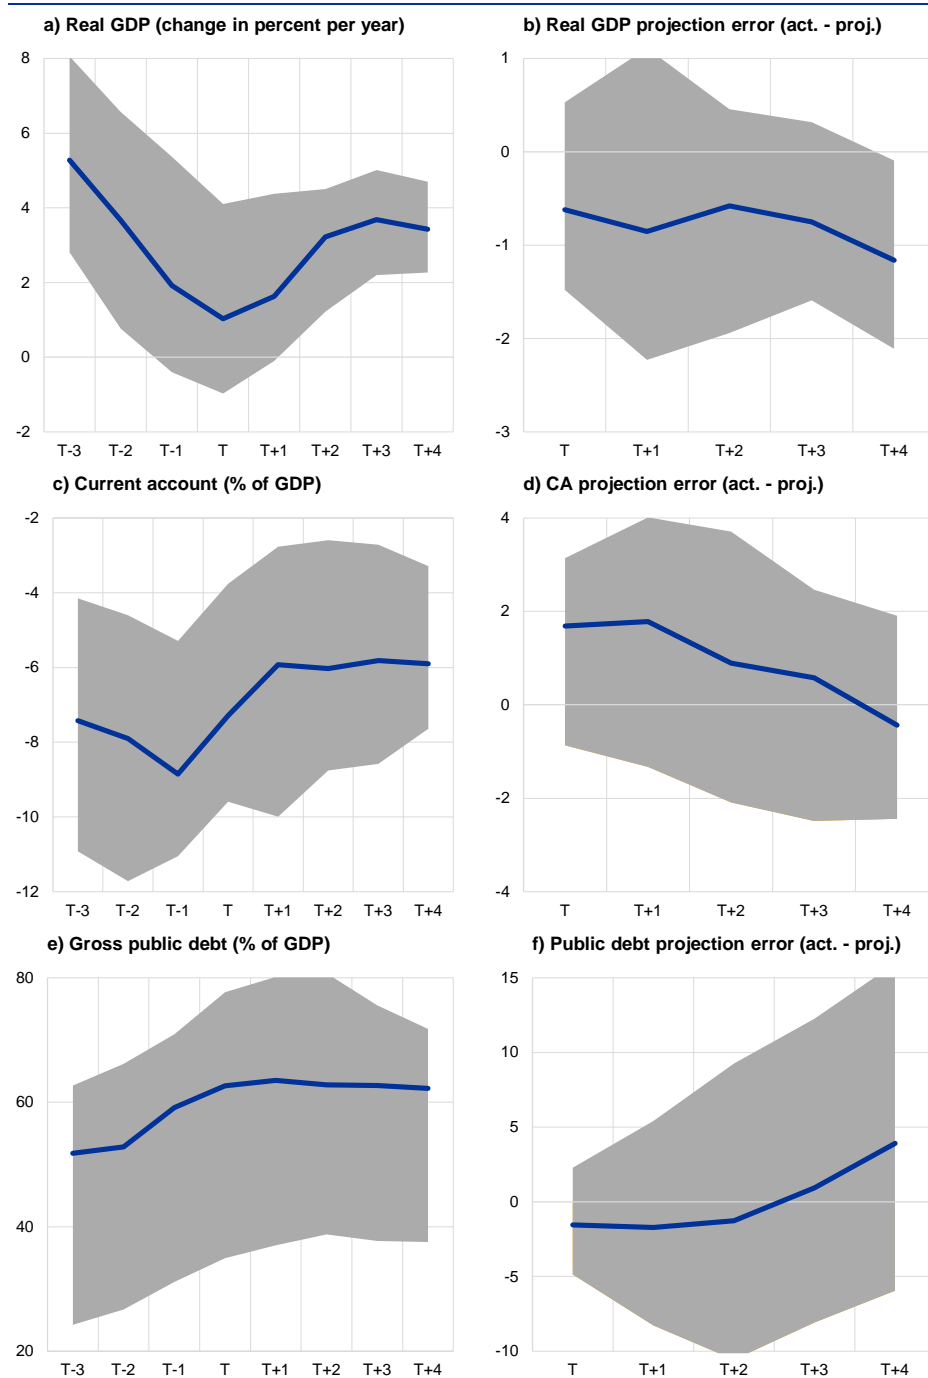 a) Real GDP (change in percent per year)
b) Real GDP projection error (act. - proj.)
8
6
4
2
0
-2
T-3 T-2 T-1 T T+1 T+2 T+3 T+4
1
0
-1
-2
-3
T T+1 T+2 T+3 T+4
c) Current account (% of GDP)
d) CA projection error (act. - proj.)
-2
-4
-6
-8
-10
-12
T-3 T-2 T-1 T T+1 T+2 T+3 T+4
4
2
0
-2
-4
T T+1 T+2 T+3 T+4
e) Gross public debt (% of GDP)
f) Public debt projection error (act. - proj.)
80
60
40
20
T-3 T-2 T-1 T T+1 T+2 T+3 T+4
15
10
5
0
-5
-10
T T+1 T+2 T+3 T+4